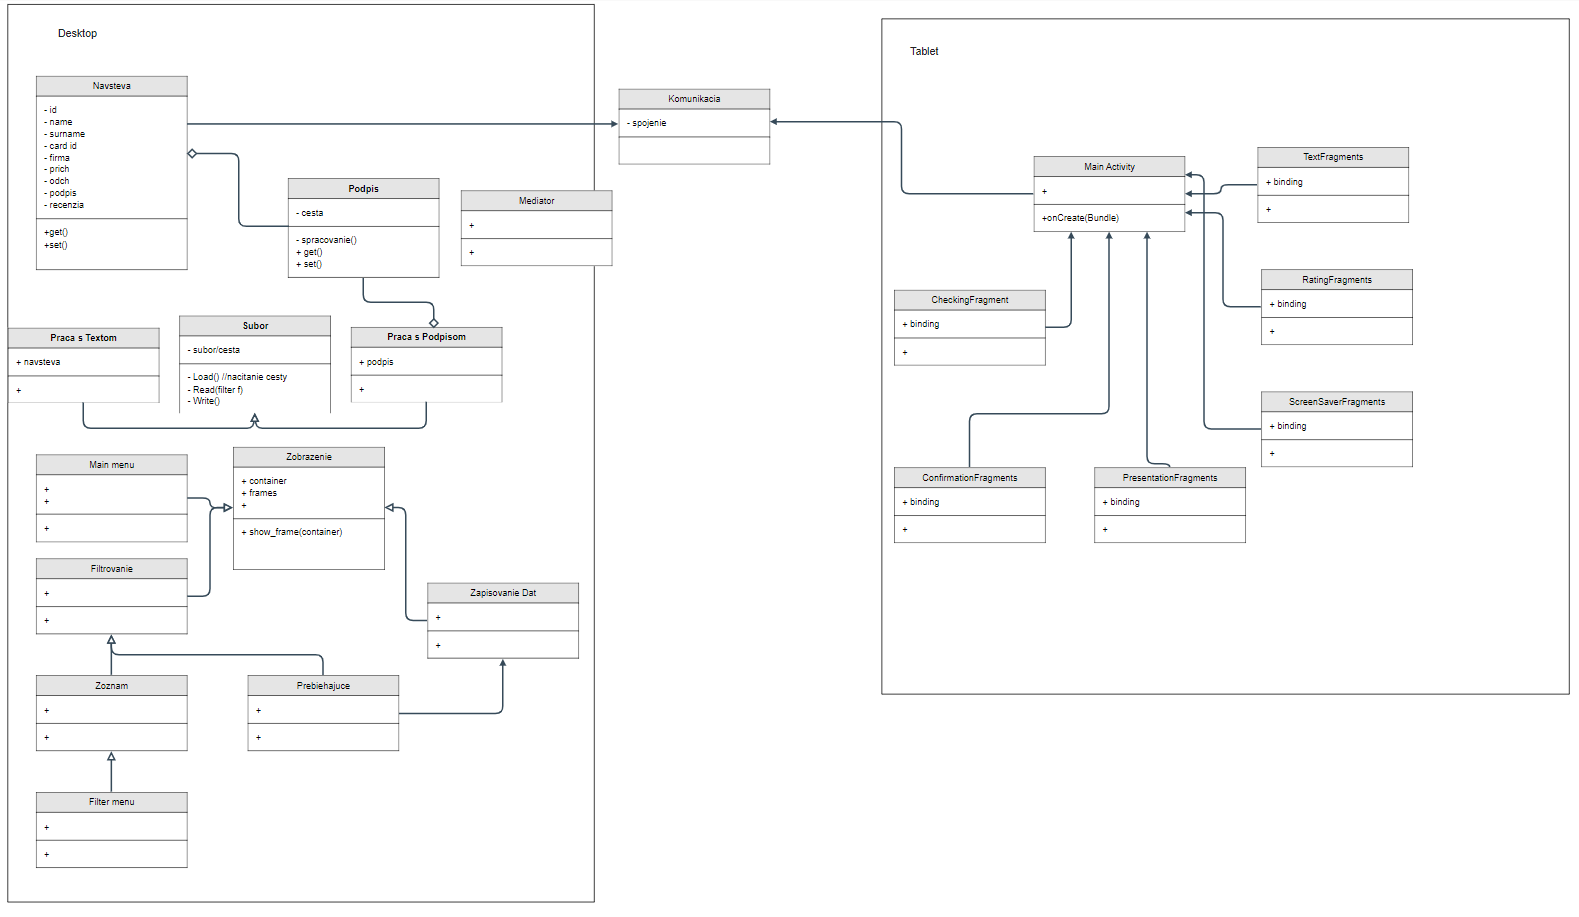 Desktop
Navsteva
- id
- name
- surname
- card id
- firma
- prich
- odch
- podpis
- recenzia
+get()
+set()
Podpis
- cesta
- spracovanie()
+ get()
+ set()
Mediator
+
+
Komunikacia
- spojenie
Praca s Textom
+ navsteva
+
Subor
- subor/cesta
- Load() //nacitanie cesty
- Read(filter f)
- Write()
Praca s Podpisom
+ podpis
+
Main menu
+
+
+
Zobrazenie
+ container
+ frames
+
+ show_frame(container)
Filtrovanie
+
+
Zapisovanie Dat
+
+
Zoznam
+
+
Prebiehajuce
+
+
Filter menu
+
+
Tablet
Main Activity
+
+onCreate(Bundle)
TextFragments
+ binding
+
RatingFragments
+ binding
+
CheckingFragment
+ binding
+
ScreenSaverFragments
+ binding
+
ConfirmationFragments
+ binding
+
PresentationFragments
+ binding
+